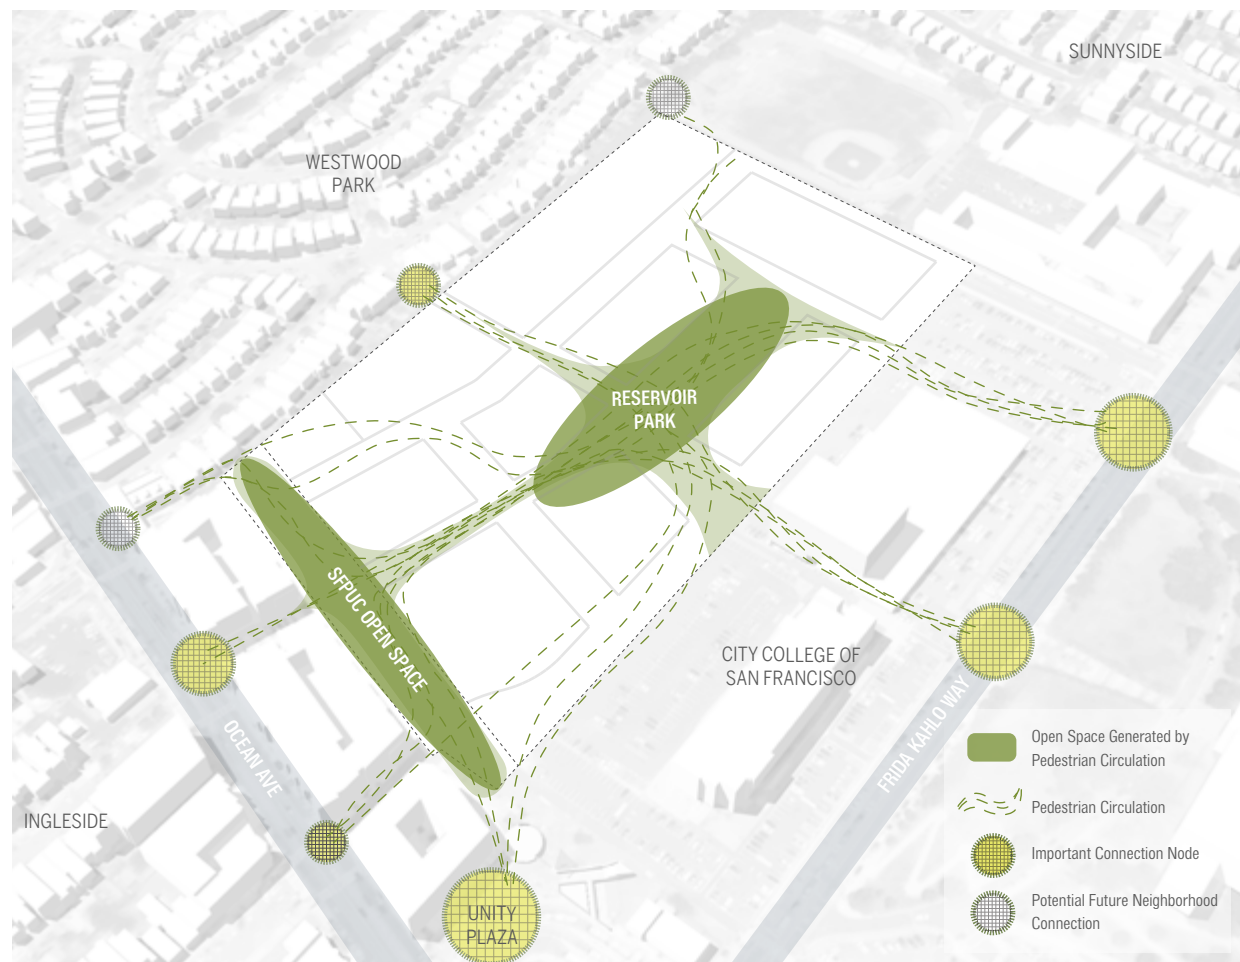 SUNNYSIDE
WESTWOOD
PARK
RESERVOIR
PARK
SFPUC OPEN SPACE
CITY COLLEGE OF
SAN FRANCISCO
OCEAN AVE
FRIDA KAHLO WAY
INGLESIDE
UNITY
PLAZA
Open Space Generated by
Pedestrian Circulation
Pedestrian Circulation
Important Connection Node
Potential Future Neighborhood
Connection